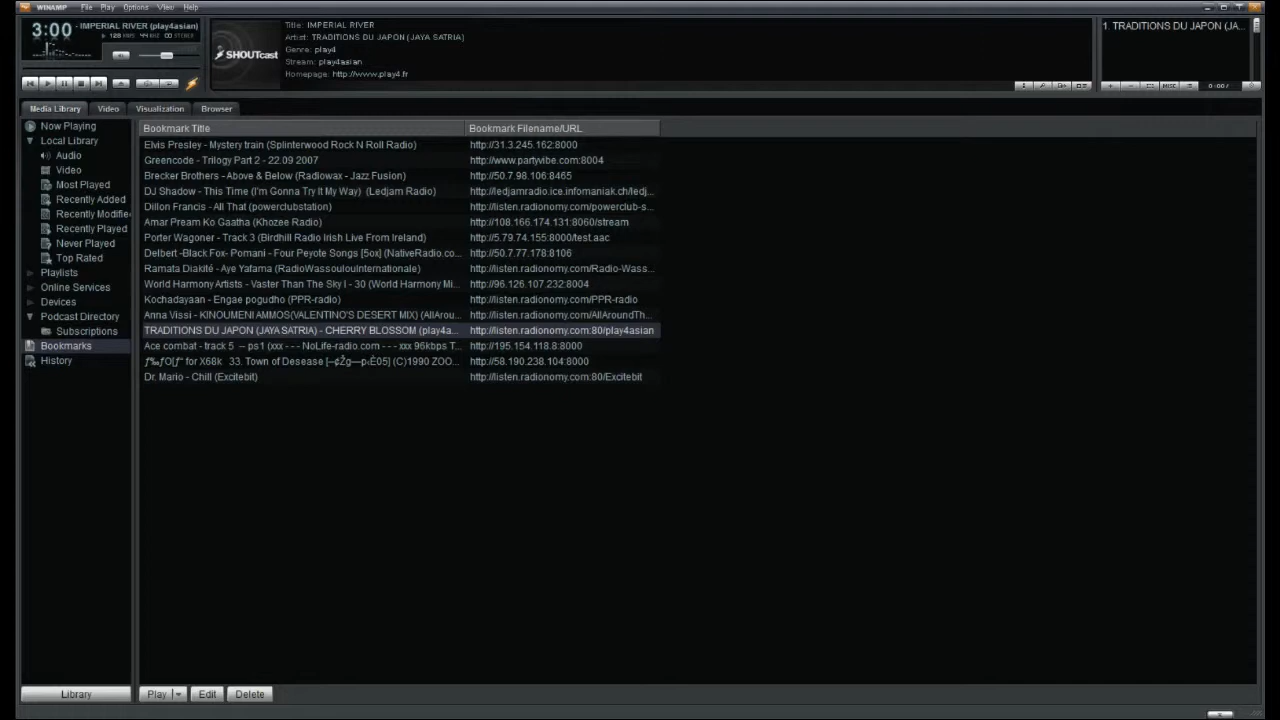 WINAMP File Play Options View Help
3:00 - IMPERIAL RIVER (play4asian)
128 KBPS 44 KHZ STEREO
SHOUTcast
Title: IMPERIAL RIVER
Artist: TRADITIONS DU JAPON (JAYA SATRIA)
Genre: play4
Stream: play4asian
Homepage: http://www.play4.fr
1. TRADITIONS DU JAPON (JA...
MISC
Media Library Video Visualization Browser
Now Playing
Local Library
Audio
Video
Most Played
Recently Added
Recently Modifie
Recently Played
Never Played
Top Rated
Playlists
Online Services
Devices
Podcast Directory
Subscriptions
Bookmarks
History
Bookmark Title Bookmark Filename/URL
Elvis Presley - Mystery train (Splinterwood Rock N Roll Radio) http://31.3.245.162:8000
Greencode - Trilogy Part 2 - 22.09 2007 http://www.partyvibe.com:8004
Brecker Brothers - Above & Below (Radiowax - Jazz Fusion) http://50.7.98.106:8465
DJ Shadow - This Time (I'm Gonna Try It My Way) (Ledjam Radio) http://ledjamradio.ice.infomaniak.ch/ledj...
Dillon Francis - All That (powerclubstation) http://listen.radionomy.com/powerclub-s...
Amar Pream Ko Gaatha (Khozee Radio) http://108.166.174.131:8060/stream
Porter Wagoner - Track 3 (Birdhill Radio Irish Live From Ireland) http://5.79.74.155:8000/test.aac
Delbert -Black Fox- Pomani - Four Peyote Songs [5ox] (NativeRadio.co... http://50.7.77.178:8106
Ramata Diakité - Aye Yafama (RadioWassoulouInternationale) http://listen.radionomy.com/Radio-Wass...
World Harmony Artists - Vaster Than The Sky I - 30 (World Harmony Mi... http://96.126.107.232:8004
Kochadayaan - Engae pogudho (PPR-radio) http://listen.radionomy.com/PPR-radio
Anna Vissi - KINOUMENI AMMOS(VALENTINO'S DESERT MIX) (AllArou... http://listen.radionomy.com/AllAroundTh...
TRADITIONS DU JAPON (JAYA SATRIA) - CHERRY BLOSSOM (play4a... http://listen.radionomy.com:80/play4asian
Ace combat - track 5 -- ps1 (xxx - - - NoLife-radio.com - - - xxx 96kbps T... http://195.154.118.8:8000
for X68k 33. Town of Desease (C)1990 ZOO... http://58.190.238.104:8000
Dr. Mario - Chill (Excitebit) http://listen.radionomy.com:80/Excitebit
Library Play Edit Delete